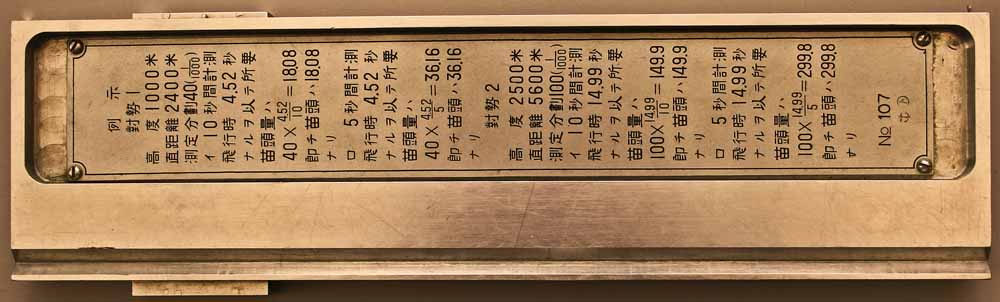 例 示
對勢 1
高 度 1000米
直距離 2400米
測定分劃40(1/1000)
イ 10秒間計測
飛行時 4,52秒
ナルヲ以テ所要
苗頭量ハ
40×4.52/10=18,08
即チ苗頭ハ18,08
ナリ
ロ 5秒間計測
飛行時 4,52秒
ナルヲ以テ所要
苗頭量ハ
40×4.52/5=36,16
即チ苗頭ハ36,16
ナリ
對勢 2
高 度 2500米
直距離 5600米
測定分劃100(1/1000)
イ 10秒間計測
飛行時 14,99秒
ナルヲ以テ所要
苗頭量ハ
100×14,99/10=149,9
即チ苗頭ハ149,9
ナリ
ロ 5秒間計測
飛行時 14,99秒
ナルヲ以テ所要
苗頭量ハ
100×14,99/5=299,8
即チ苗頭ハ299,8
ナリ
No 107